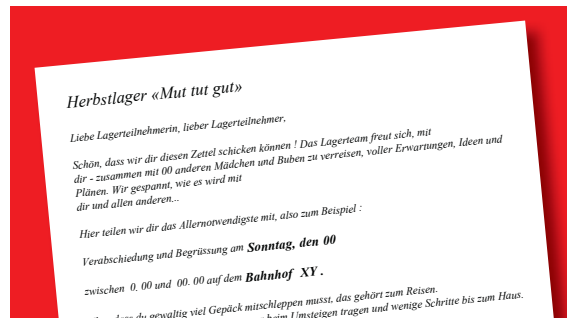 Herbstlager «Mut tut gut»
Liebe Lagerteilnehmerin, lieber Lagerteilnehmer,
Schön, dass wir dir diesen Zettel schicken können ! Das Lagerteam freut sich, mit
dir - zusammen mit 00 anderen Mädchen und Buben zu verreisen, voller Erwartungen, Ideen und
Plänen. Wir gespannt, wie es wird mit
dir und allen anderen...
Hier teilen wir dir das Allernotwendigste mit, also zum Beispiel :
Verabschiedung und Begrüssung am Sonntag, den 00
zwischen 0. 00 und 00. 00 auf dem Bahnhof XY .
dass du gewaltig viel Gepäck mitschleppen musst, das gehört zum Reisen.
beim Umsteigen tragen und wenige Schritte bis zum Haus.